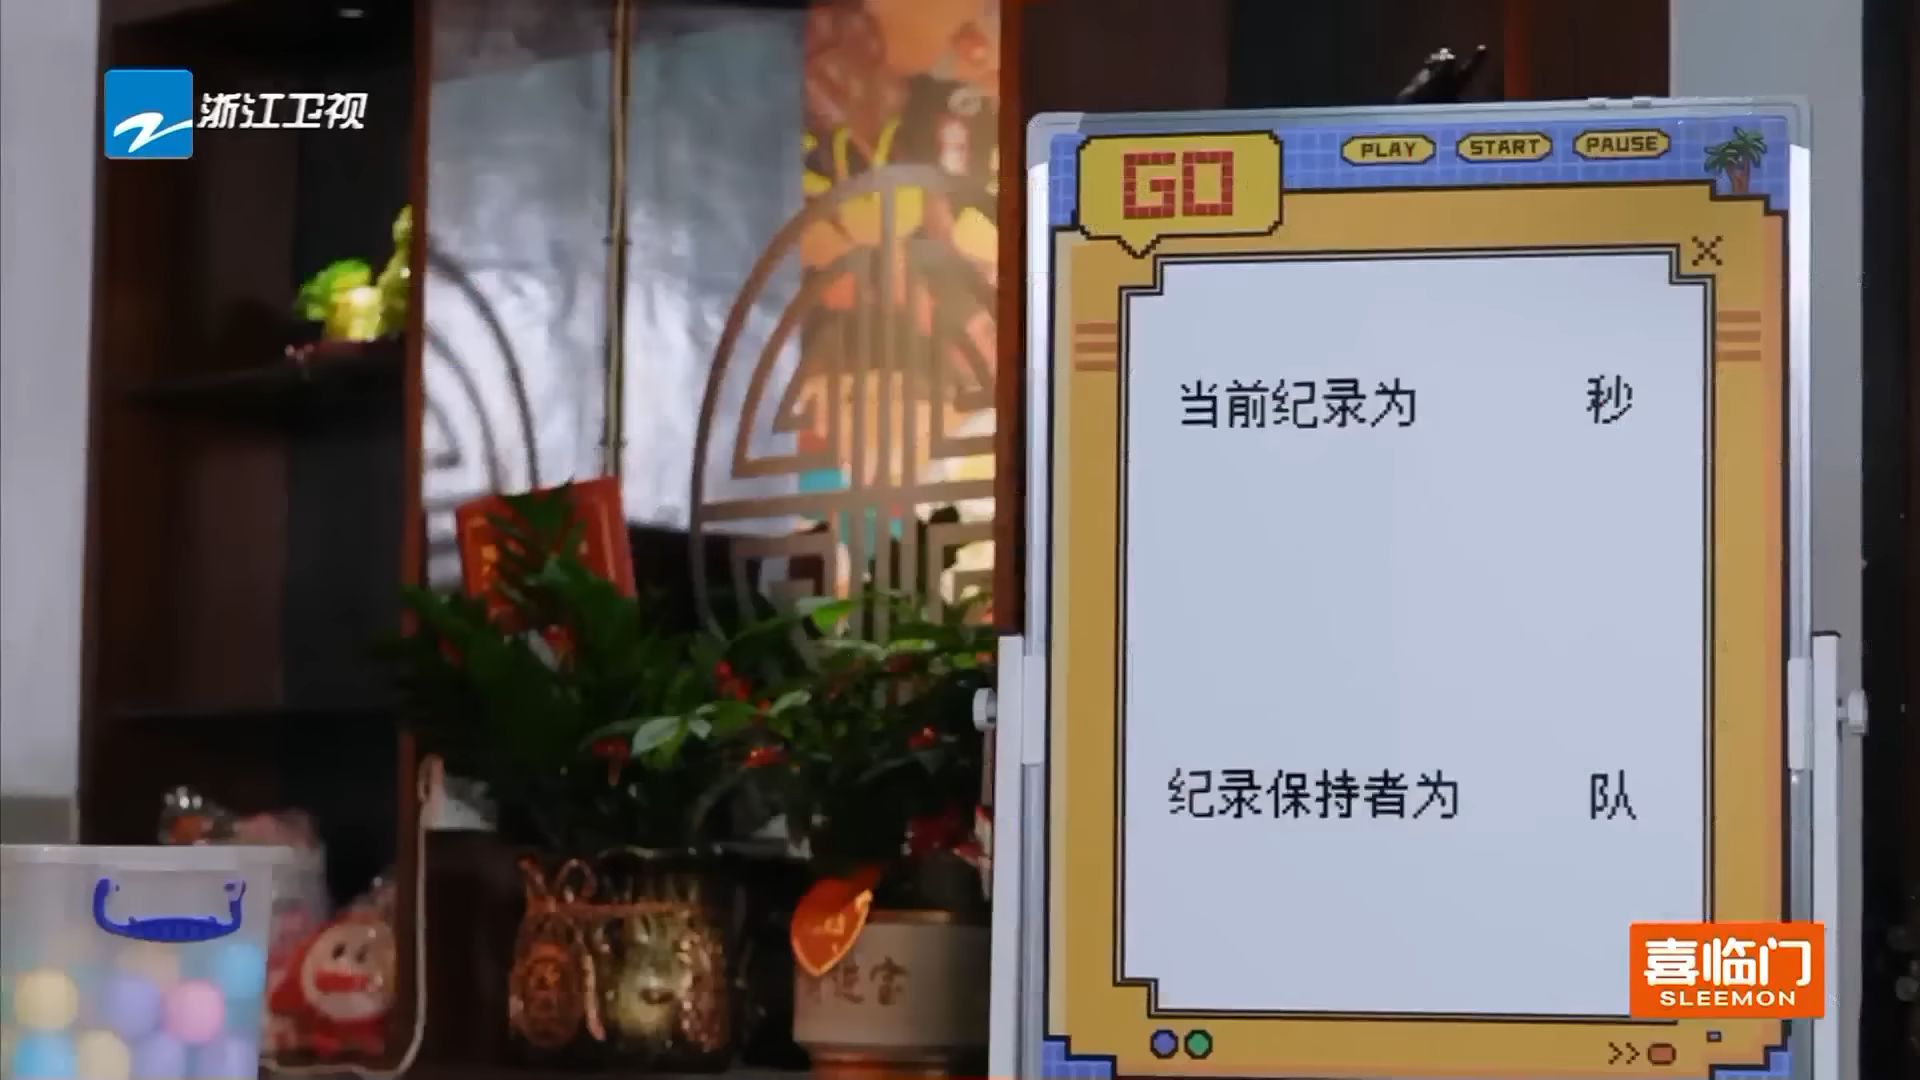 浙江卫视
GO
PLAY
START
PAUSE
当前纪录为 秒
纪录保持者为 队
喜临门
SLEEMON